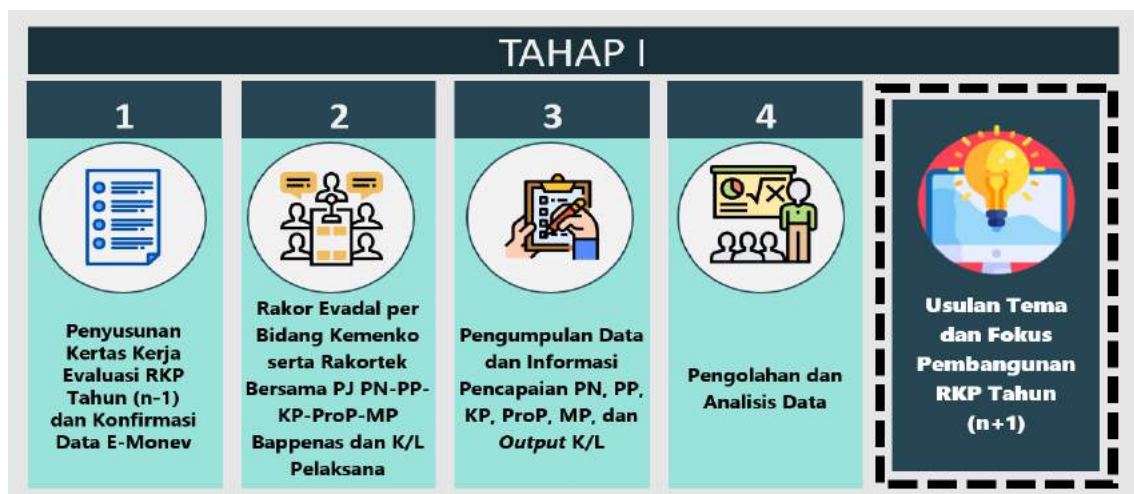 TAHAP I
1
Penyusunan
Kertas Kerja
Evaluasi RKP
Tahun (n-1)
dan Konfirmasi
Data E-Monev
2
Rakor Evadal per
Bidang Kemenko
serta Rakortek
Bersama PJ PN-PP-
KP-ProP-MP
Bappenas dan K/L
Pelaksana
3
Pengumpulan Data
dan Informasi
Pencapaian PN, PP,
KP, ProP, MP, dan
Output K/L
4
Pengolahan dan
Analisis Data
Usulan Tema
dan Fokus
Pembangunan
RKP Tahun
(n+1)